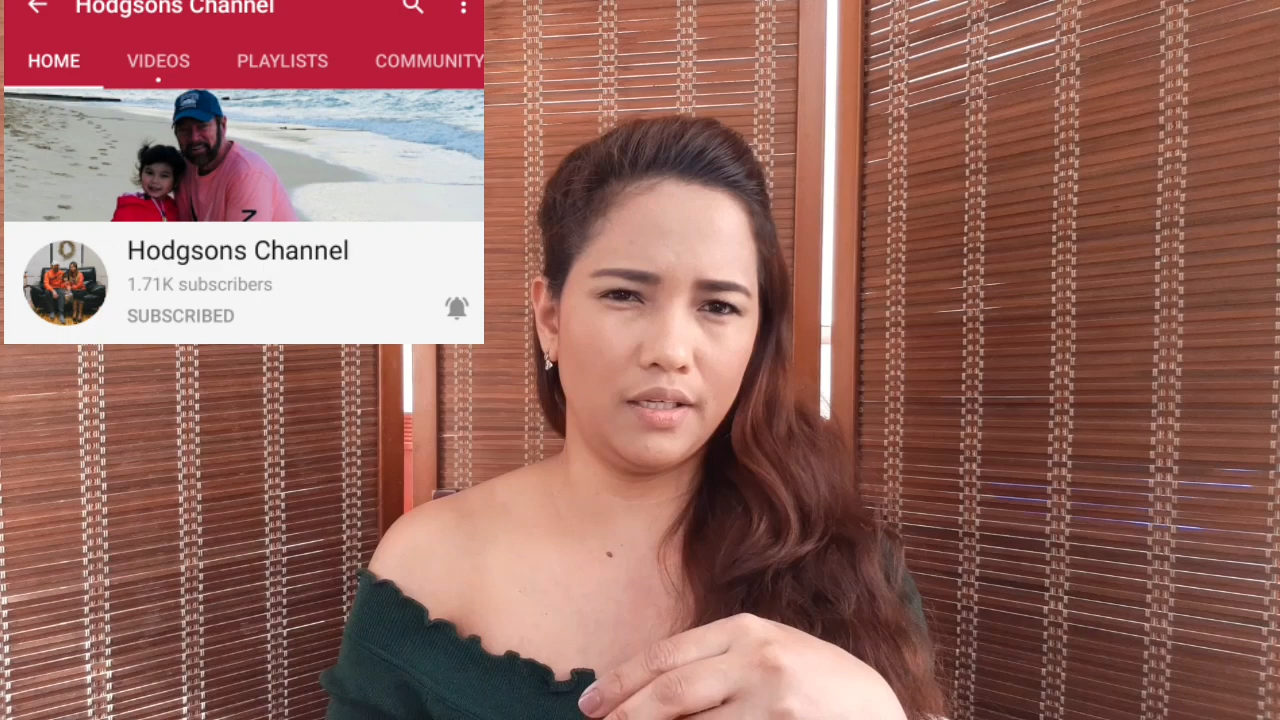 Hodgsons Channel
HOME VIDEOS PLAYLISTS COMMUNITY
Hodgsons Channel
1.71K subscribers
SUBSCRIBED